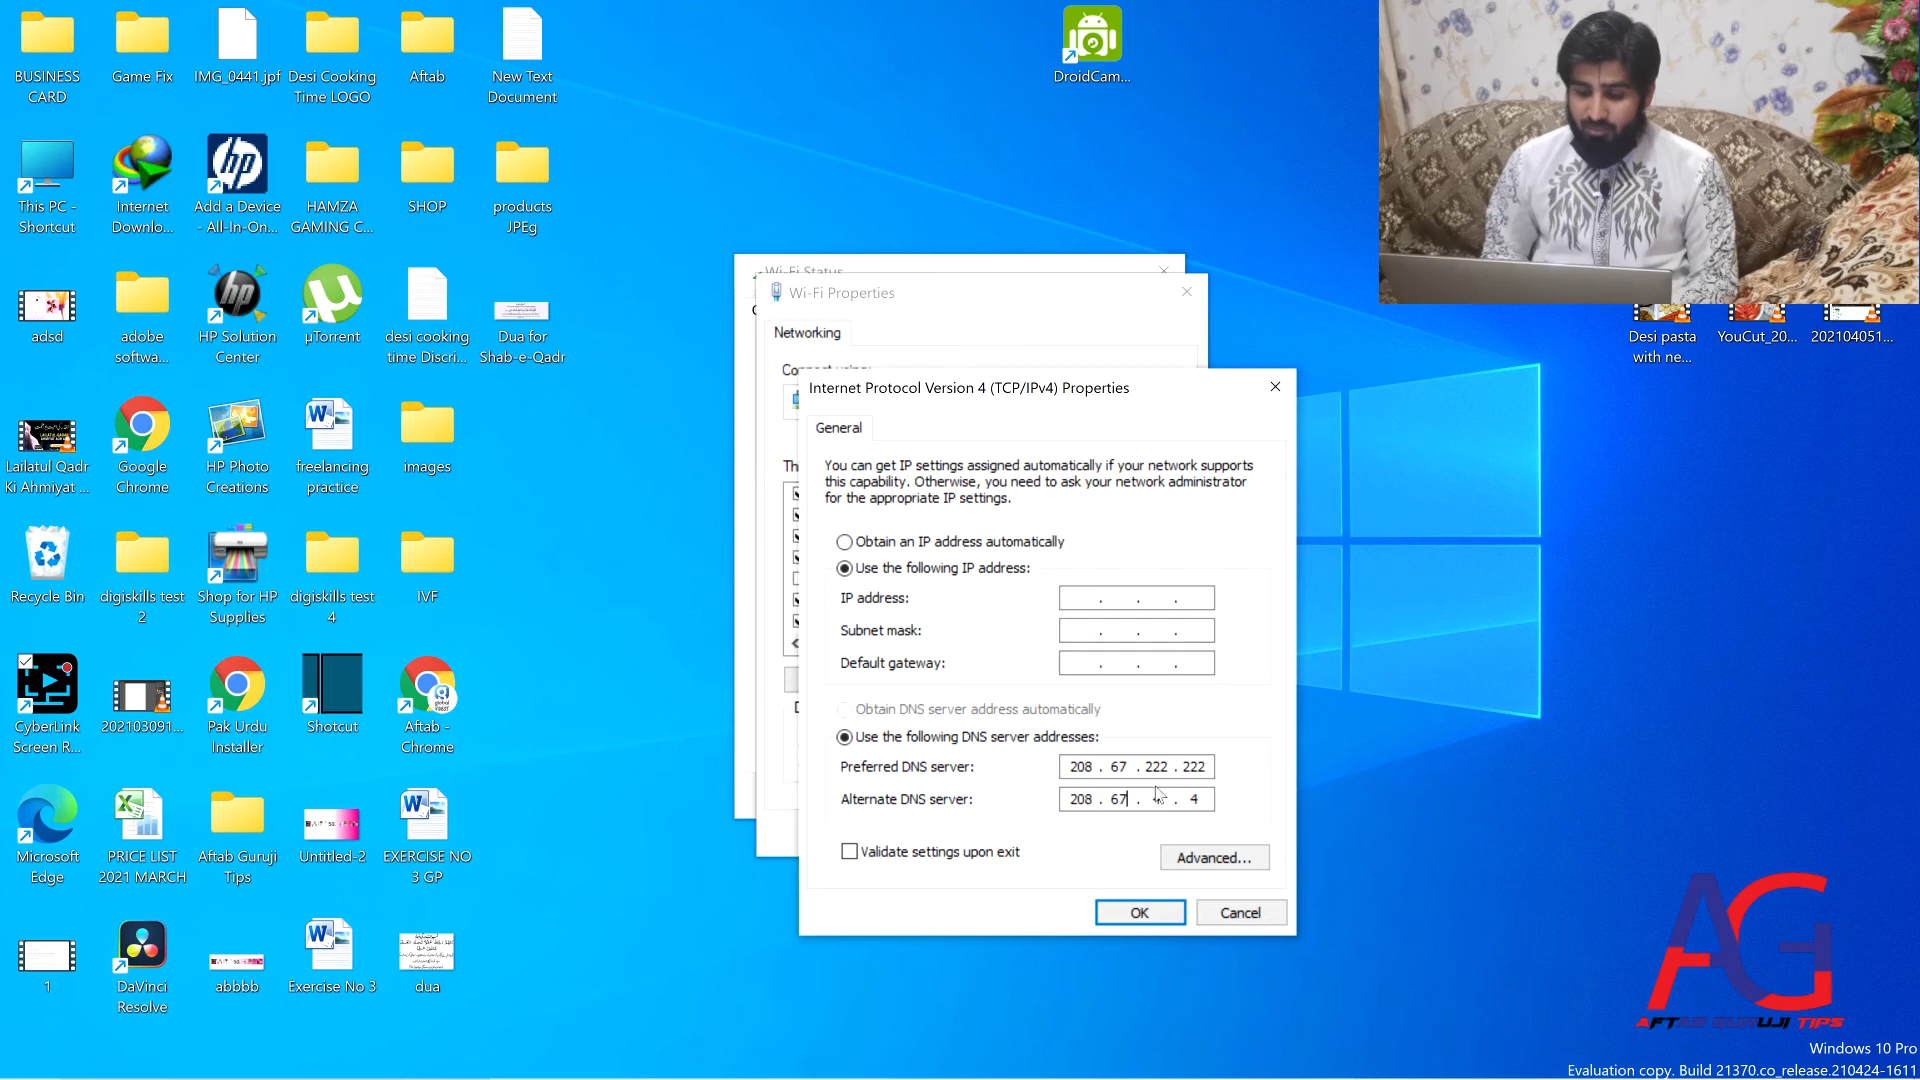 BUSINESS
CARD
Game Fix
IMG_0441.jpf
Desi Cooking
Time LOGO
Aftab
New Text
Document
DroidCam...
This PC -
Shortcut
Internet
Downlo...
Add a Device
- All-In-On...
HAMZA
GAMING C...
SHOP
products
JPEg
adsd
adobe
softwa...
HP Solution
Center
µTorrent
desi cooking
time Discri...
Dua for
Shab-e-Qadr
Desi pasta
with ne...
YouCut_20...
202104051...
Lailatul Qadr
Ki Ahmiyat ...
Google
Chrome
HP Photo
Creations
freelancing
practice
images
Recycle Bin
digiskills test
2
Shop for HP
Supplies
digiskills test
4
IVF
CyberLink
Screen R...
202103091...
Pak Urdu
Installer
Shotcut
Aftab -
Chrome
Microsoft
Edge
PRICE LIST
2021 MARCH
Aftab Guruji
Tips
Untitled-2
EXERCISE NO
3 GP
1
DaVinci
Resolve
abbbb
Exercise No 3
dua
Wi-Fi Status
Wi-Fi Properties
Networking
Connect using:
Internet Protocol Version 4 (TCP/IPv4) Properties
General
You can get IP settings assigned automatically if your network supports
this capability. Otherwise, you need to ask your network administrator
for the appropriate IP settings.
Obtain an IP address automatically
Use the following IP address:
IP address: . . .
Subnet mask: . . .
Default gateway: . . .
Obtain DNS server address automatically
Use the following DNS server addresses:
Preferred DNS server: 208 . 67 . 222 . 222
Alternate DNS server: 208 . 67 . . 4
Validate settings upon exit
Advanced...
OK
Cancel
AG
AFTAB GURUJI TIPS
Windows 10 Pro
Evaluation copy. Build 21370.co_release.210424-1611